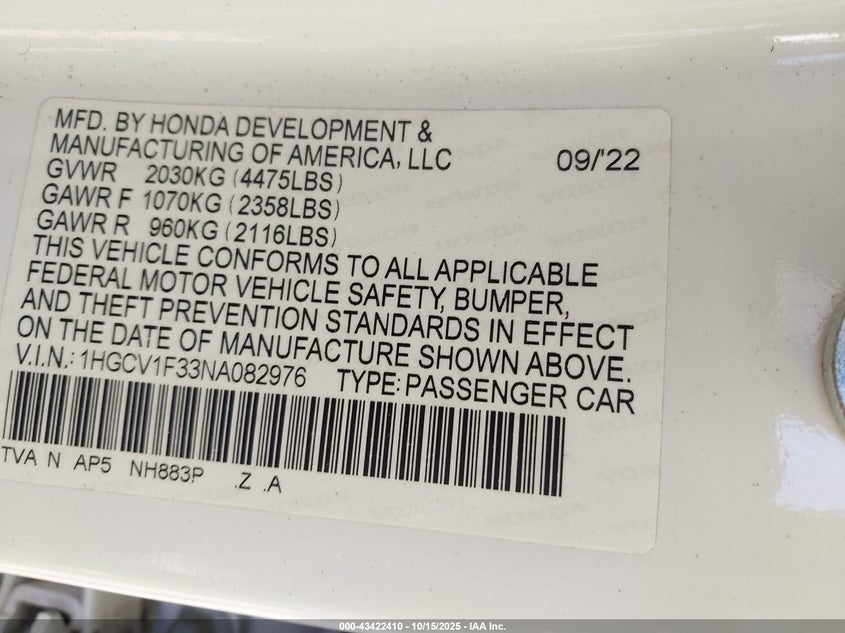 MFD. BY HONDA DEVELOPMENT &
MANUFACTURING OF AMERICA, LLC 09/'22
GVWR 2030KG (4475LBS)
GAWR F 1070KG (2358LBS)
GAWR R 960KG (2116LBS)
THIS VEHICLE CONFORMS TO ALL APPLICABLE
FEDERAL MOTOR VEHICLE SAFETY, BUMPER,
AND THEFT PREVENTION STANDARDS IN EFFECT
ON THE DATE OF MANUFACTURE SHOWN ABOVE.
V.I.N.: 1HGCV1F33NA082976 TYPE: PASSENGER CAR
TVA N AP5 NH883P .Z .A
000-43422410 - 10/15/2025 - IAA Inc.